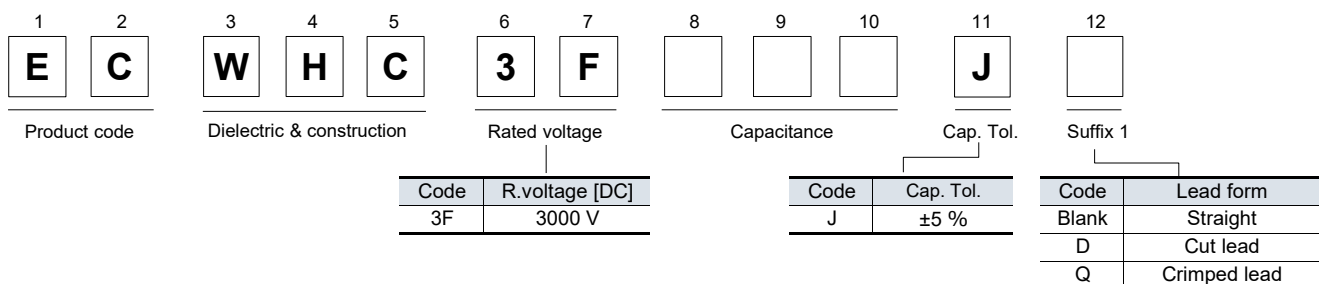 1 2 3 4 5 6 7 8 9 10 11 12
E C W H C 3 F J
Product code Dielectric & construction Rated voltage Capacitance Cap. Tol. Suffix 1
Code R.voltage [DC] Code Cap. Tol. Code Lead form
3F 3000 V J ±5 % Blank Straight
D Cut lead
Q Crimped lead